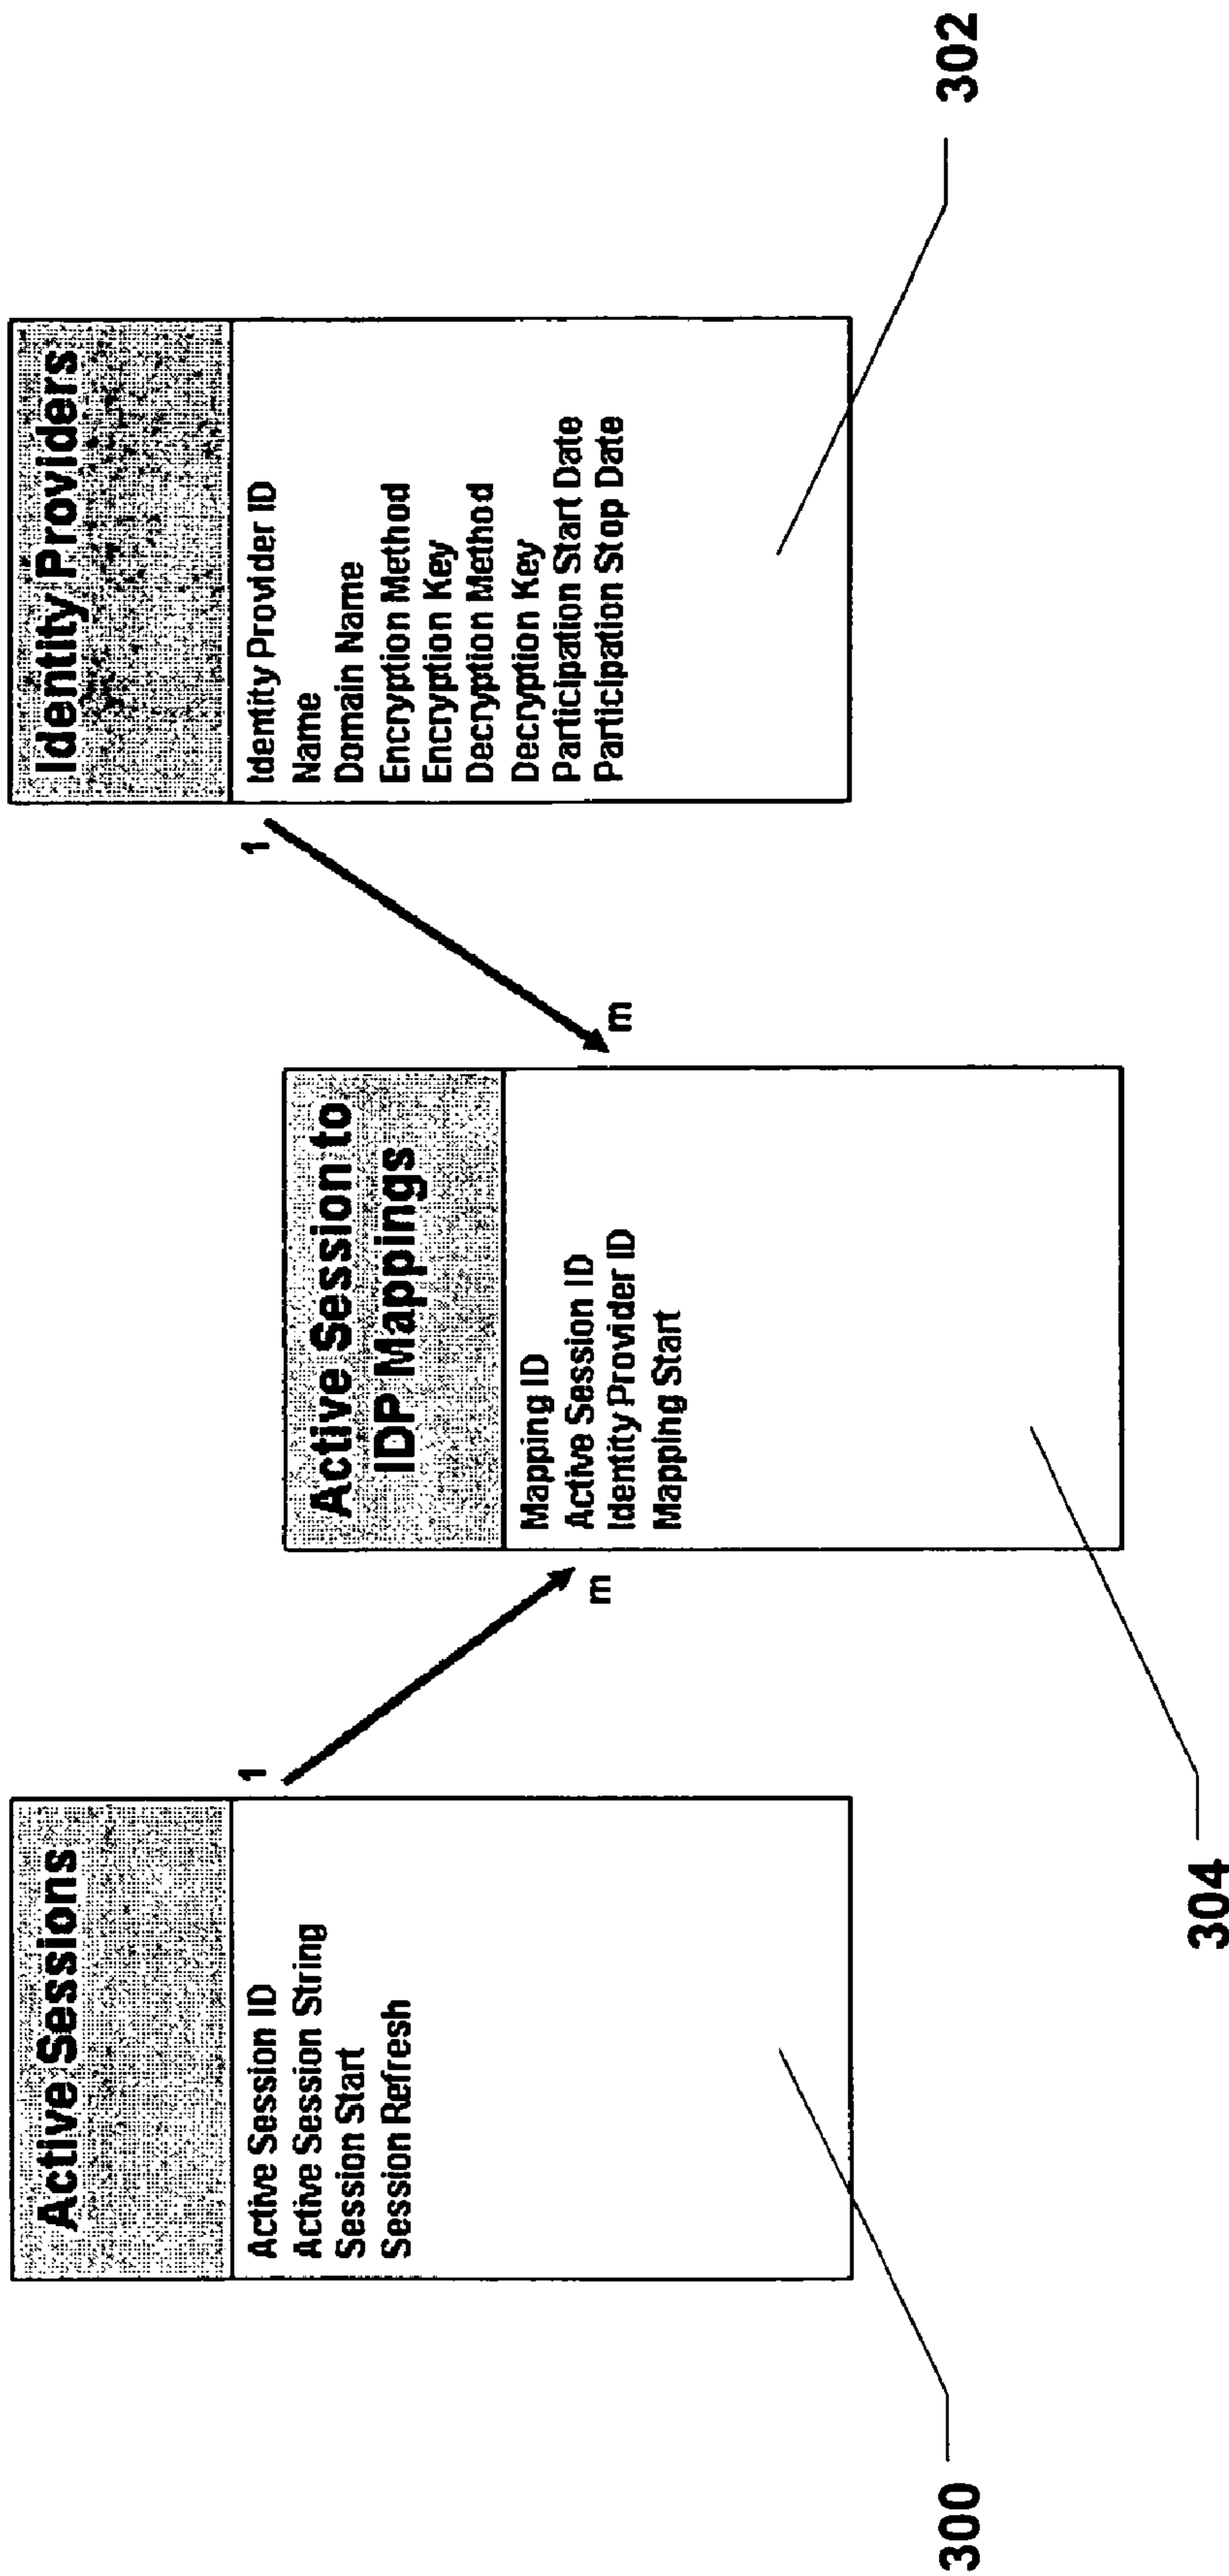 Active Sessions
Active Session ID
Active Session String
Session Start
Session Refresh
1
m
300
Active Session to
IDP Mappings
Mapping ID
Active Session ID
Identity Provider ID
Mapping Start
304
Identity Providers
Identity Provider ID
Name
Domain Name
Encryption Method
Encryption Key
Decryption Method
Decryption Key
Participation Start Date
Participation Stop Date
1
m
302